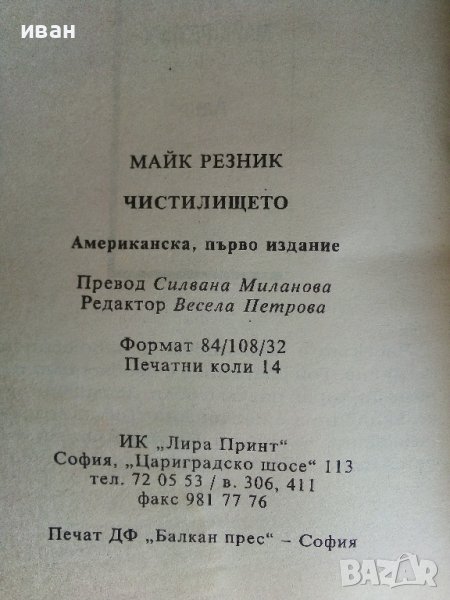 иван
МАЙК РЕЗНИК
ЧИСТИЛИЩЕТО
Американска, първо издание
Превод Силвана Миланова
Редактор Весела Петрова
Формат 84/108/32
Печатни коли 14
ИК „Лира Принт“
София, „Цариградско шосе“ 113
тел. 72 05 53 / в. 306, 411
факс 981 77 76
Печат ДФ „Балкан прес“ – София
BAZAR